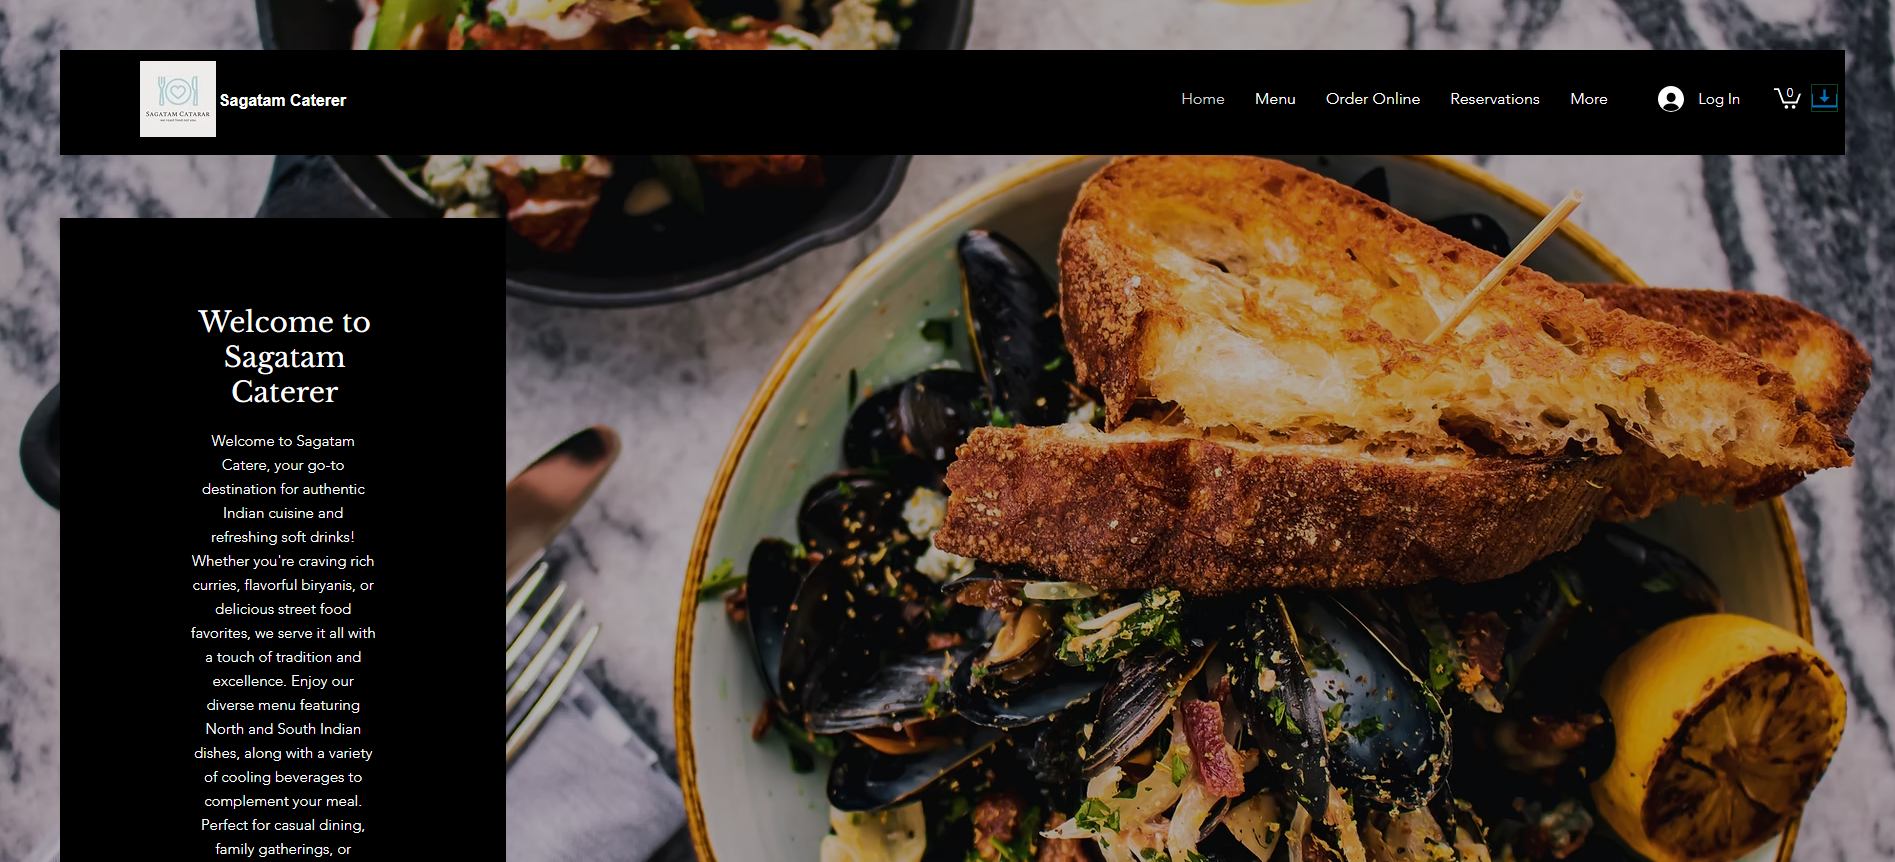 SAGATAM CATARAR
Sagatam Caterer
Home
Menu
Order Online
Reservations
More
Log In
0
Welcome to
Sagatam
Caterer
Welcome to Sagatam
Catere, your go-to
destination for authentic
Indian cuisine and
refreshing soft drinks!
Whether you're craving rich
curries, flavorful biryanis, or
delicious street food
favorites, we serve it all with
a touch of tradition and
excellence. Enjoy our
diverse menu featuring
North and South Indian
dishes, along with a variety
of cooling beverages to
complement your meal.
Perfect for casual dining,
family gatherings, or